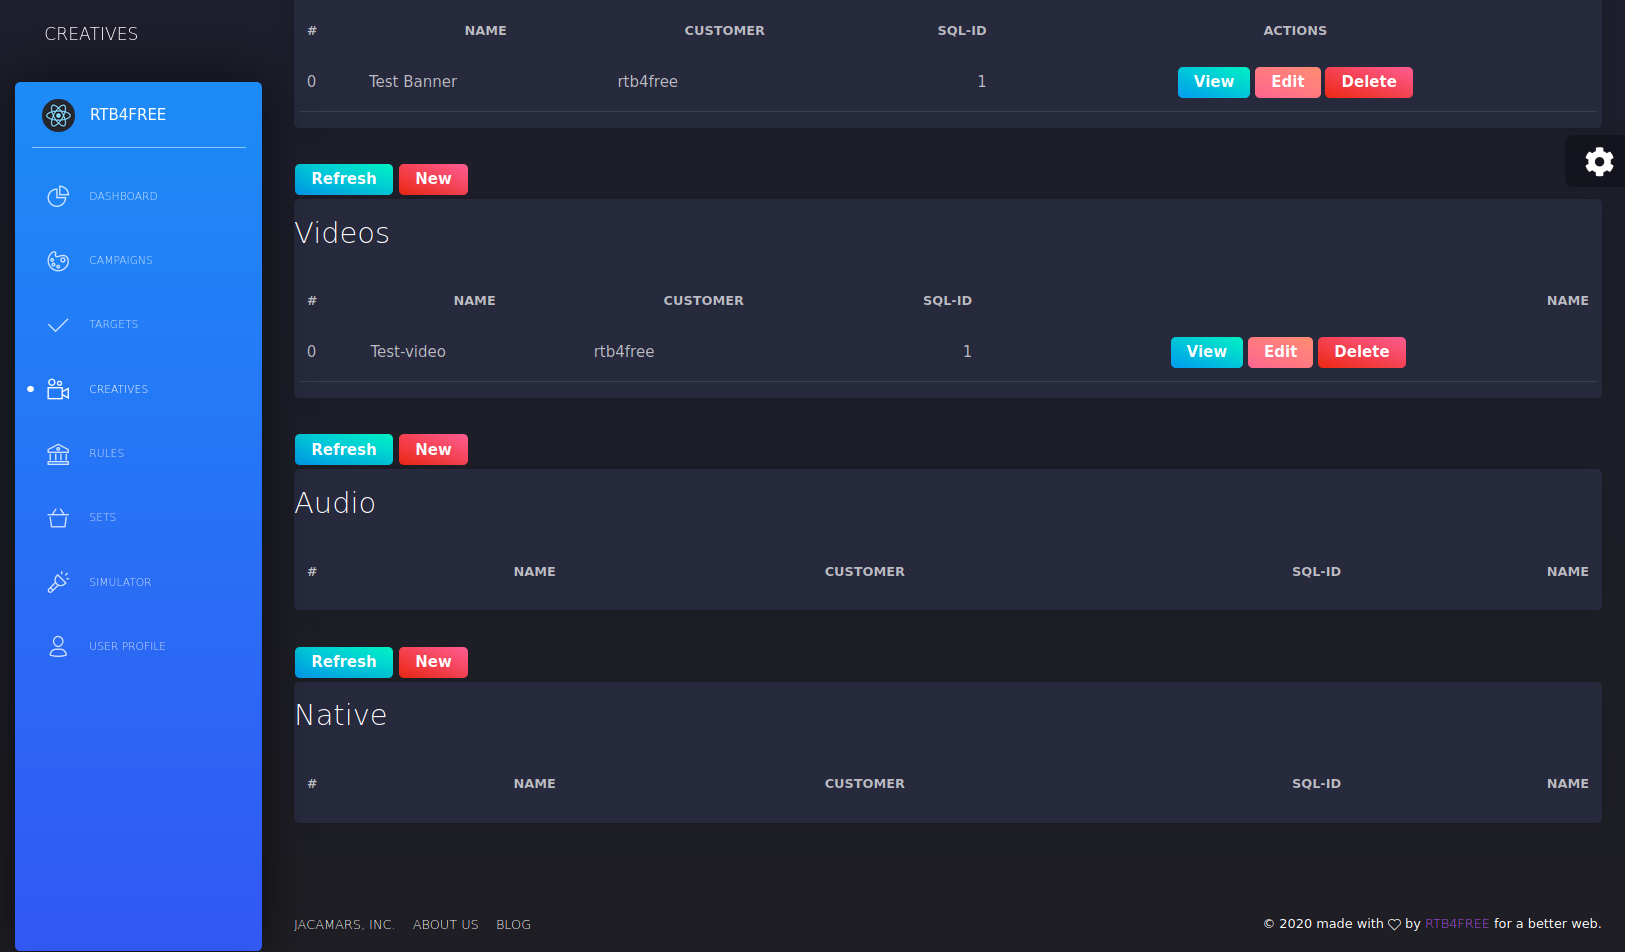 CREATIVES
RTB4FREE
DASHBOARD
CAMPAIGNS
TARGETS
CREATIVES
RULES
SETS
SIMULATOR
USER PROFILE
# NAME CUSTOMER SQL-ID ACTIONS
0 Test Banner rtb4free 1 View Edit Delete
Refresh New
Videos
# NAME CUSTOMER SQL-ID NAME
0 Test-video rtb4free 1 View Edit Delete
Refresh New
Audio
# NAME CUSTOMER SQL-ID NAME
Refresh New
Native
# NAME CUSTOMER SQL-ID NAME
JACAMARS, INC. ABOUT US BLOG
© 2020 made with ♡ by RTB4FREE for a better web.